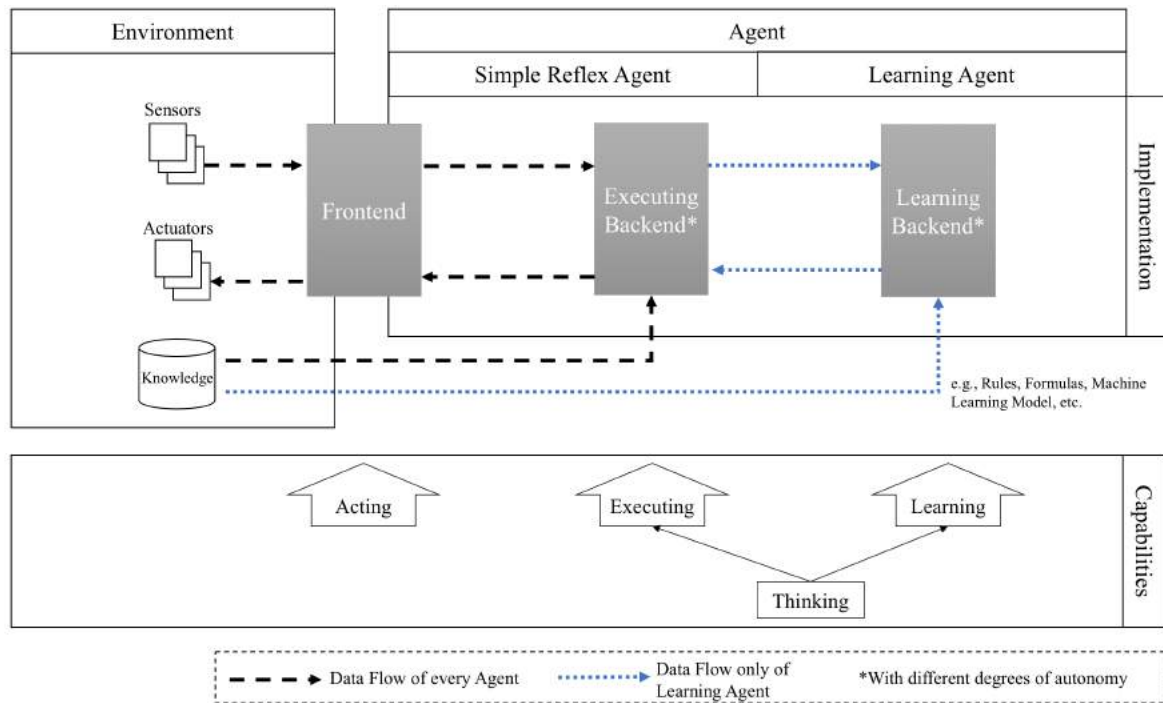 Environment
Agent
Simple Reflex Agent
Learning Agent
Sensors
Actuators
Knowledge
Frontend
Executing
Backend*
Learning
Backend*
Implementation
e.g., Rules, Formulas, Machine
Learning Model, etc.
Acting
Executing
Learning
Thinking
Capabilities
Data Flow of every Agent
Data Flow only of
Learning Agent
*With different degrees of autonomy